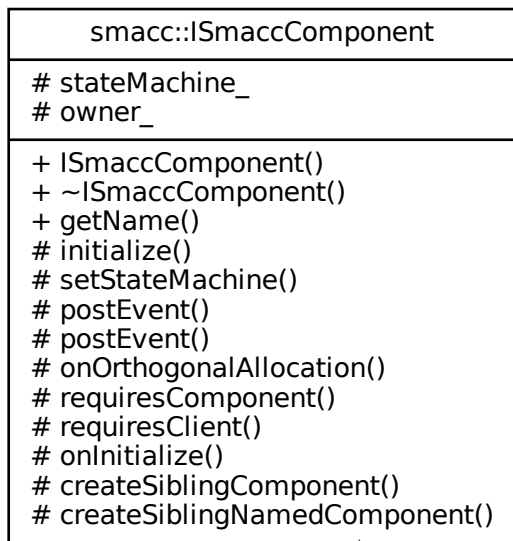 smacc::ISmaccComponent
# stateMachine_
# owner_
+ ISmaccComponent()
+ ~ISmaccComponent()
+ getName()
# initialize()
# setStateMachine()
# postEvent()
# postEvent()
# onOrthogonalAllocation()
# requiresComponent()
# requiresClient()
# onInitialize()
# createSiblingComponent()
# createSiblingNamedComponent()